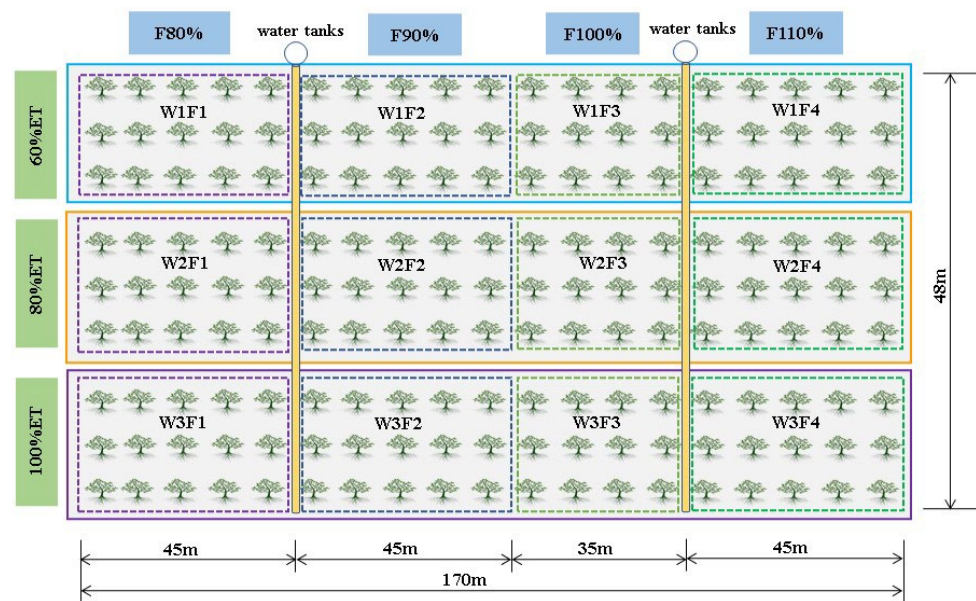 F80%
water tanks
F90%
F100%
water tanks
F110%
60%ET
W1F1
W1F2
W1F3
W1F4
80%ET
W2F1
W2F2
W2F3
W2F4
48m
100%ET
W3F1
W3F2
W3F3
W3F4
45m
45m
35m
45m
170m